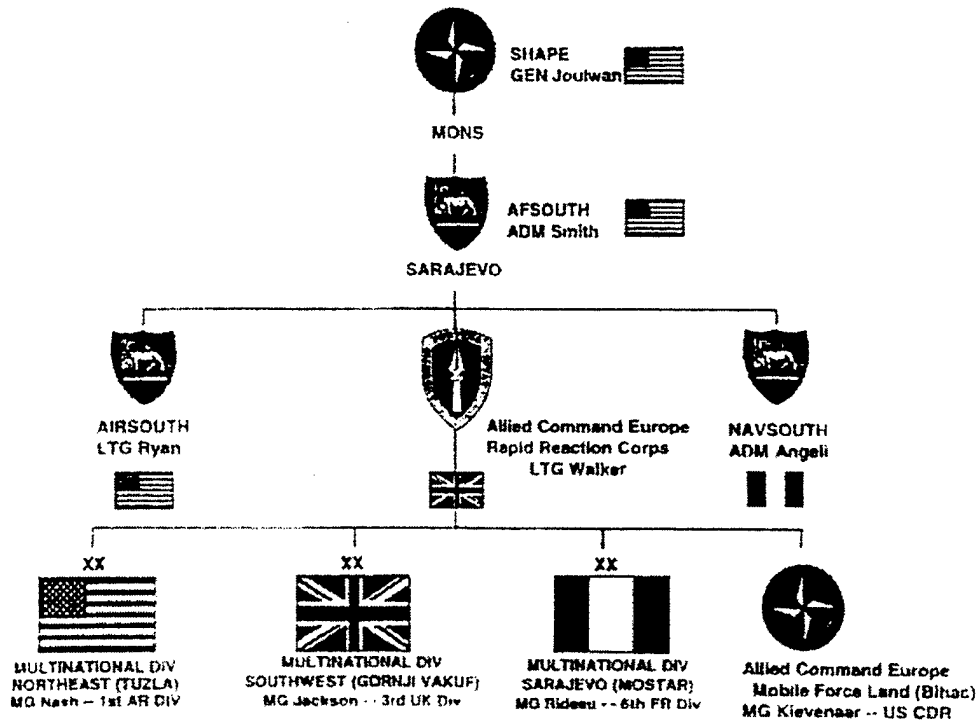 SHAPE
GEN Joulwan
MONS
AFSOUTH
ADM Smith
SARAJEVO
AIRSOUTH
LTG Ryan
Allied Command Europe
Rapid Reaction Corps
LTG Walker
NAVSOUTH
ADM Angeli
XX
XX
XX
MULTINATIONAL DIV
NORTHEAST (TUZLA)
MG Nash -- 1st AR DIV
MULTINATIONAL DIV
SOUTHWEST (GORNJI VAKUF)
MG Jackson -- 3rd UK Div
MULTINATIONAL DIV
SARAJEVO (MOSTAR)
MG Rideau -- 6th FR Div
Allied Command Europe
Mobile Force Land (Bihac)
MG Kievenaar -- US CDR